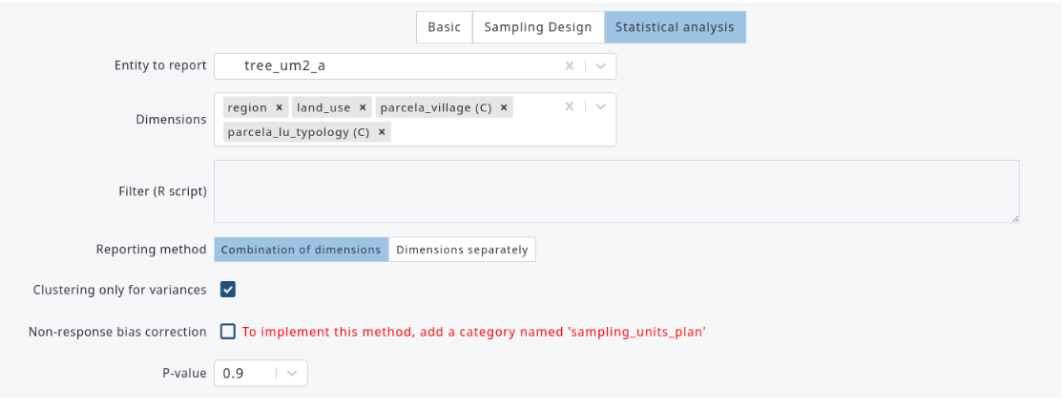 Basic Sampling Design Statistical analysis
Entity to report tree_um2_a
Dimensions region × land_use × parcela_village (C) ×
parcela_lu_typology (C) ×
Filter (R script)
Reporting method Combination of dimensions Dimensions separately
Clustering only for variances
Non-response bias correction To implement this method, add a category named 'sampling_units_plan'
P-value 0.9